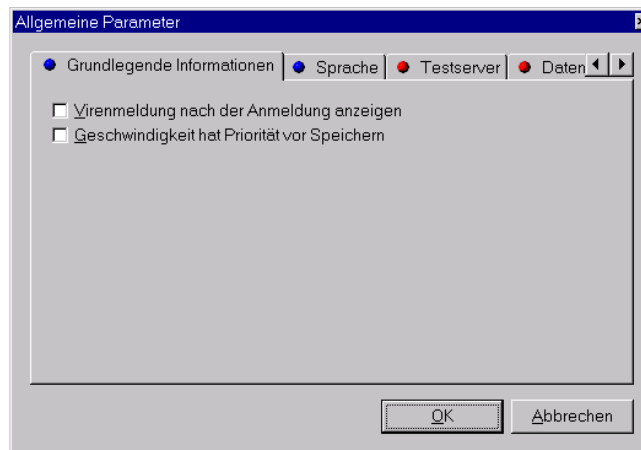 Allgemeine Parameter
Grundlegende Informationen Sprache Testserver Daten
Virenmeldung nach der Anmeldung anzeigen
Geschwindigkeit hat Priorität vor Speichern
OK Abbrechen